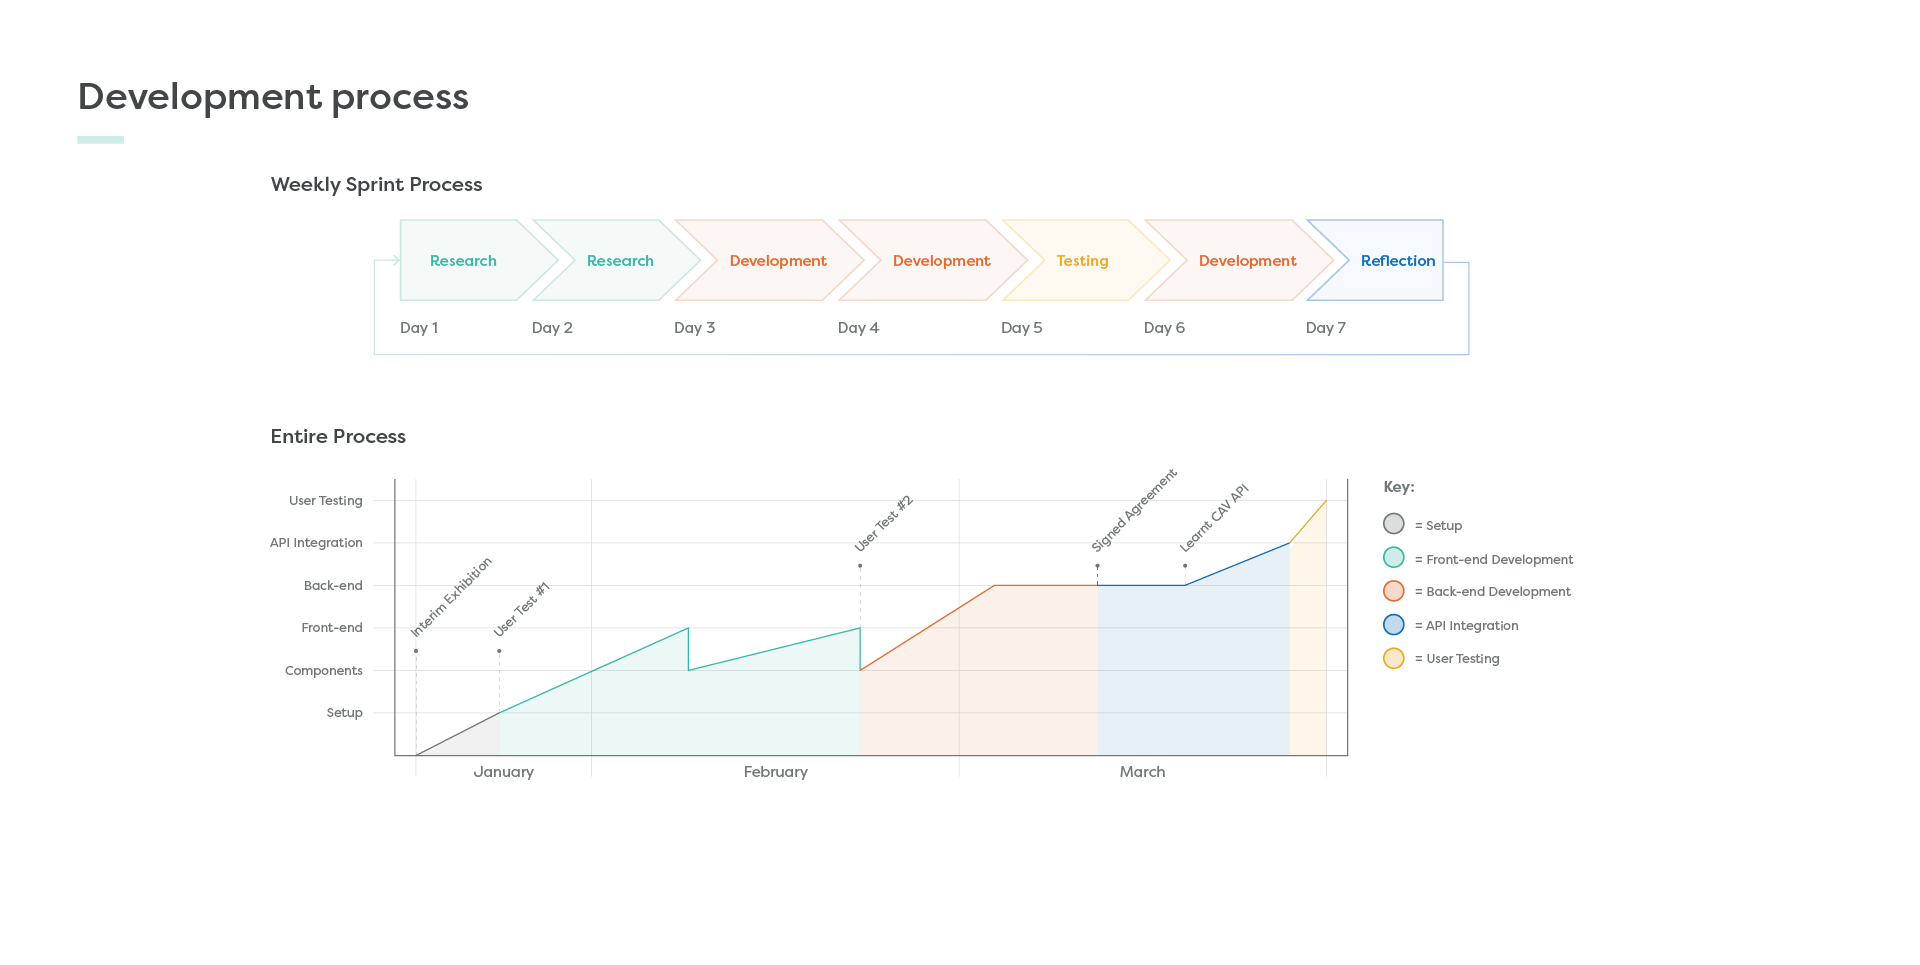 Development process
Weekly Sprint Process
Research
Research
Development
Development
Testing
Development
Reflection
Day 1
Day 2
Day 3
Day 4
Day 5
Day 6
Day 7
Entire Process
User Testing
API Integration
Back-end
Front-end
Components
Setup
Interim Exhibition
User Test #1
User Test #2
Signed Agreement
Learnt CAV API
January
February
March
Key:
= Setup
= Front-end Development
= Back-end Development
= API Integration
= User Testing